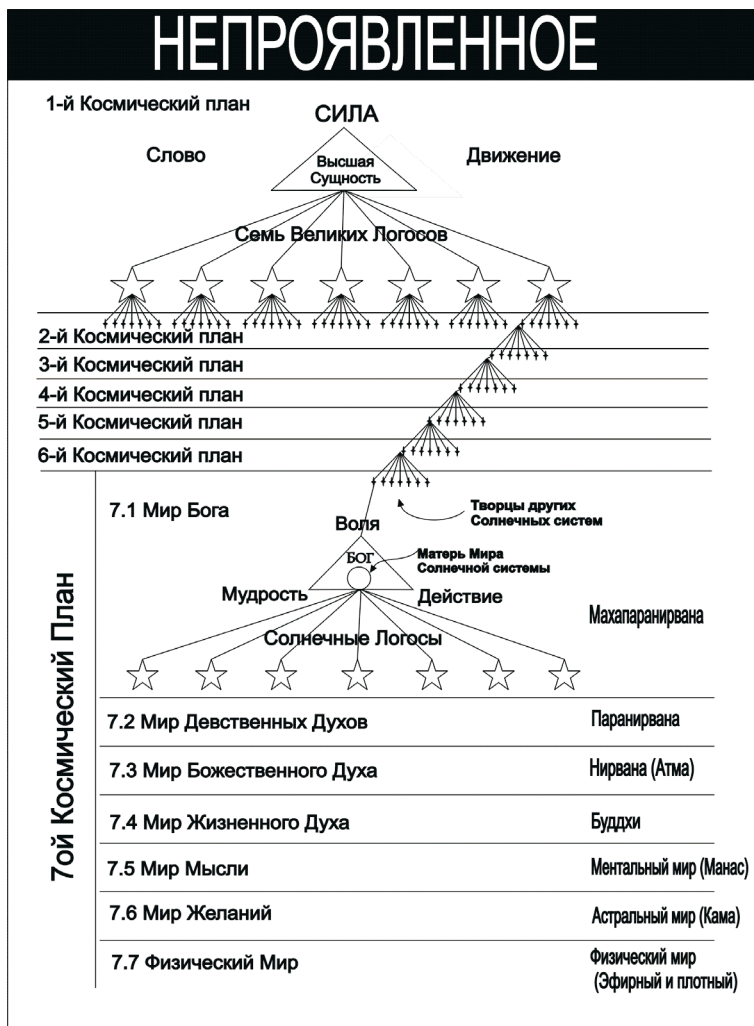 НЕПРОЯВЛЕННОЕ
1-й Космический план
СИЛА
Слово
Движение
Высшая
Сущность
Семь Великих Логосов
2-й Космический план
3-й Космический план
4-й Космический план
5-й Космический план
6-й Космический план
7ой Космический План
7.1 Мир Бога
Творцы других
Солнечных систем
Воля
БОГ
Матерь Мира
Солнечной системы
Мудрость
Действие
Махапаранирвана
Солнечные Логосы
7.2 Мир Девственных Духов
Паранирвана
7.3 Мир Божественного Духа
Нирвана (Атма)
7.4 Мир Жизненного Духа
Буддхи
7.5 Мир Мысли
Ментальный мир (Манас)
7.6 Мир Желаний
Астральный мир (Кама)
7.7 Физический Мир
Физический мир
(Эфирный и плотный)